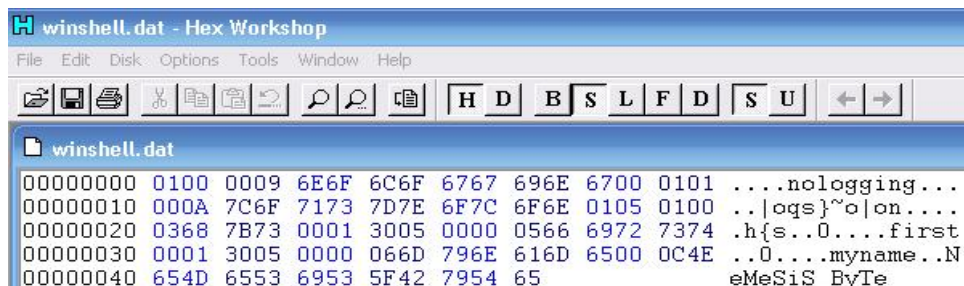 winshell.dat - Hex Workshop
File Edit Disk Options Tools Window Help
H D B S L F D S U
winshell.dat
00000000 0100 0009 6E6F 6C6F 6767 696E 6700 0101 ....nologging...
00000010 000A 7C6F 7173 7D7E 6F7C 6F6E 0105 0100 ..|oqs}~o|on....
00000020 0368 7B73 0001 3005 0000 0566 6972 7374 .h{s..0....first
00000030 0001 3005 0000 066D 796E 616D 6500 0C4E ..0....myname..N
00000040 654D 6553 6953 5F42 7954 65 eMeSiS_ByTe